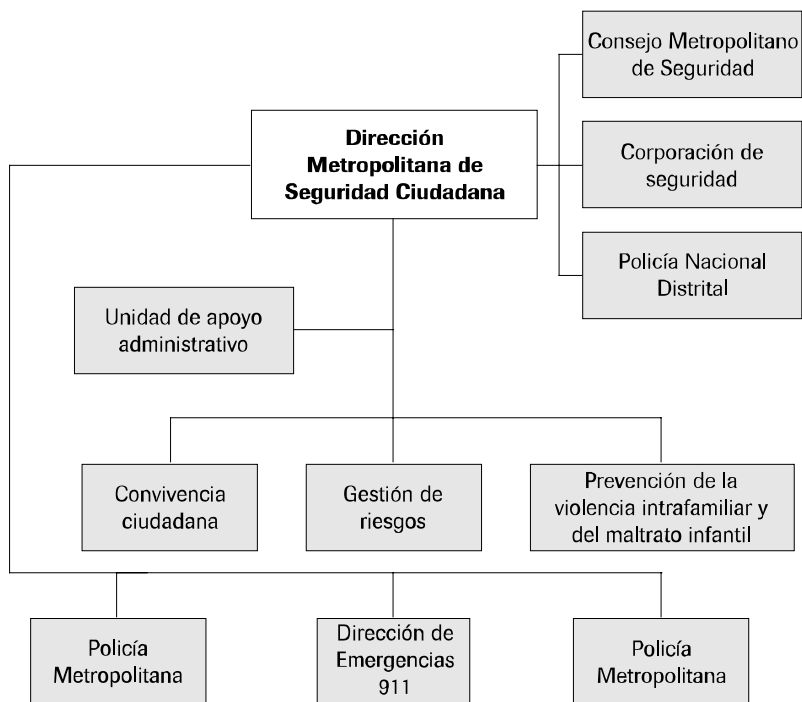 Consejo Metropolitano
de Seguridad
Dirección
Metropolitana de
Seguridad Ciudadana
Corporación de
seguridad
Policía Nacional
Distrital
Unidad de apoyo
administrativo
Convivencia
ciudadana
Gestión de
riesgos
Prevención de la
violencia intrafamiliar y
del maltrato infantil
Policía
Metropolitana
Dirección de
Emergencias
911
Policía
Metropolitana